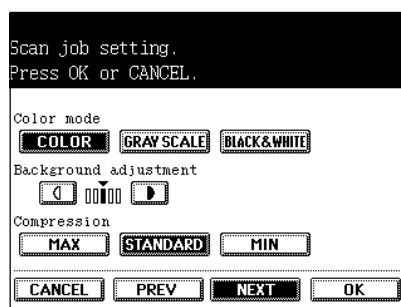 Scan job setting.
Press OK or CANCEL.
Color mode
COLOR GRAY SCALE BLACK&WHITE
Background adjustment
Compression
MAX STANDARD MIN
CANCEL PREV NEXT OK